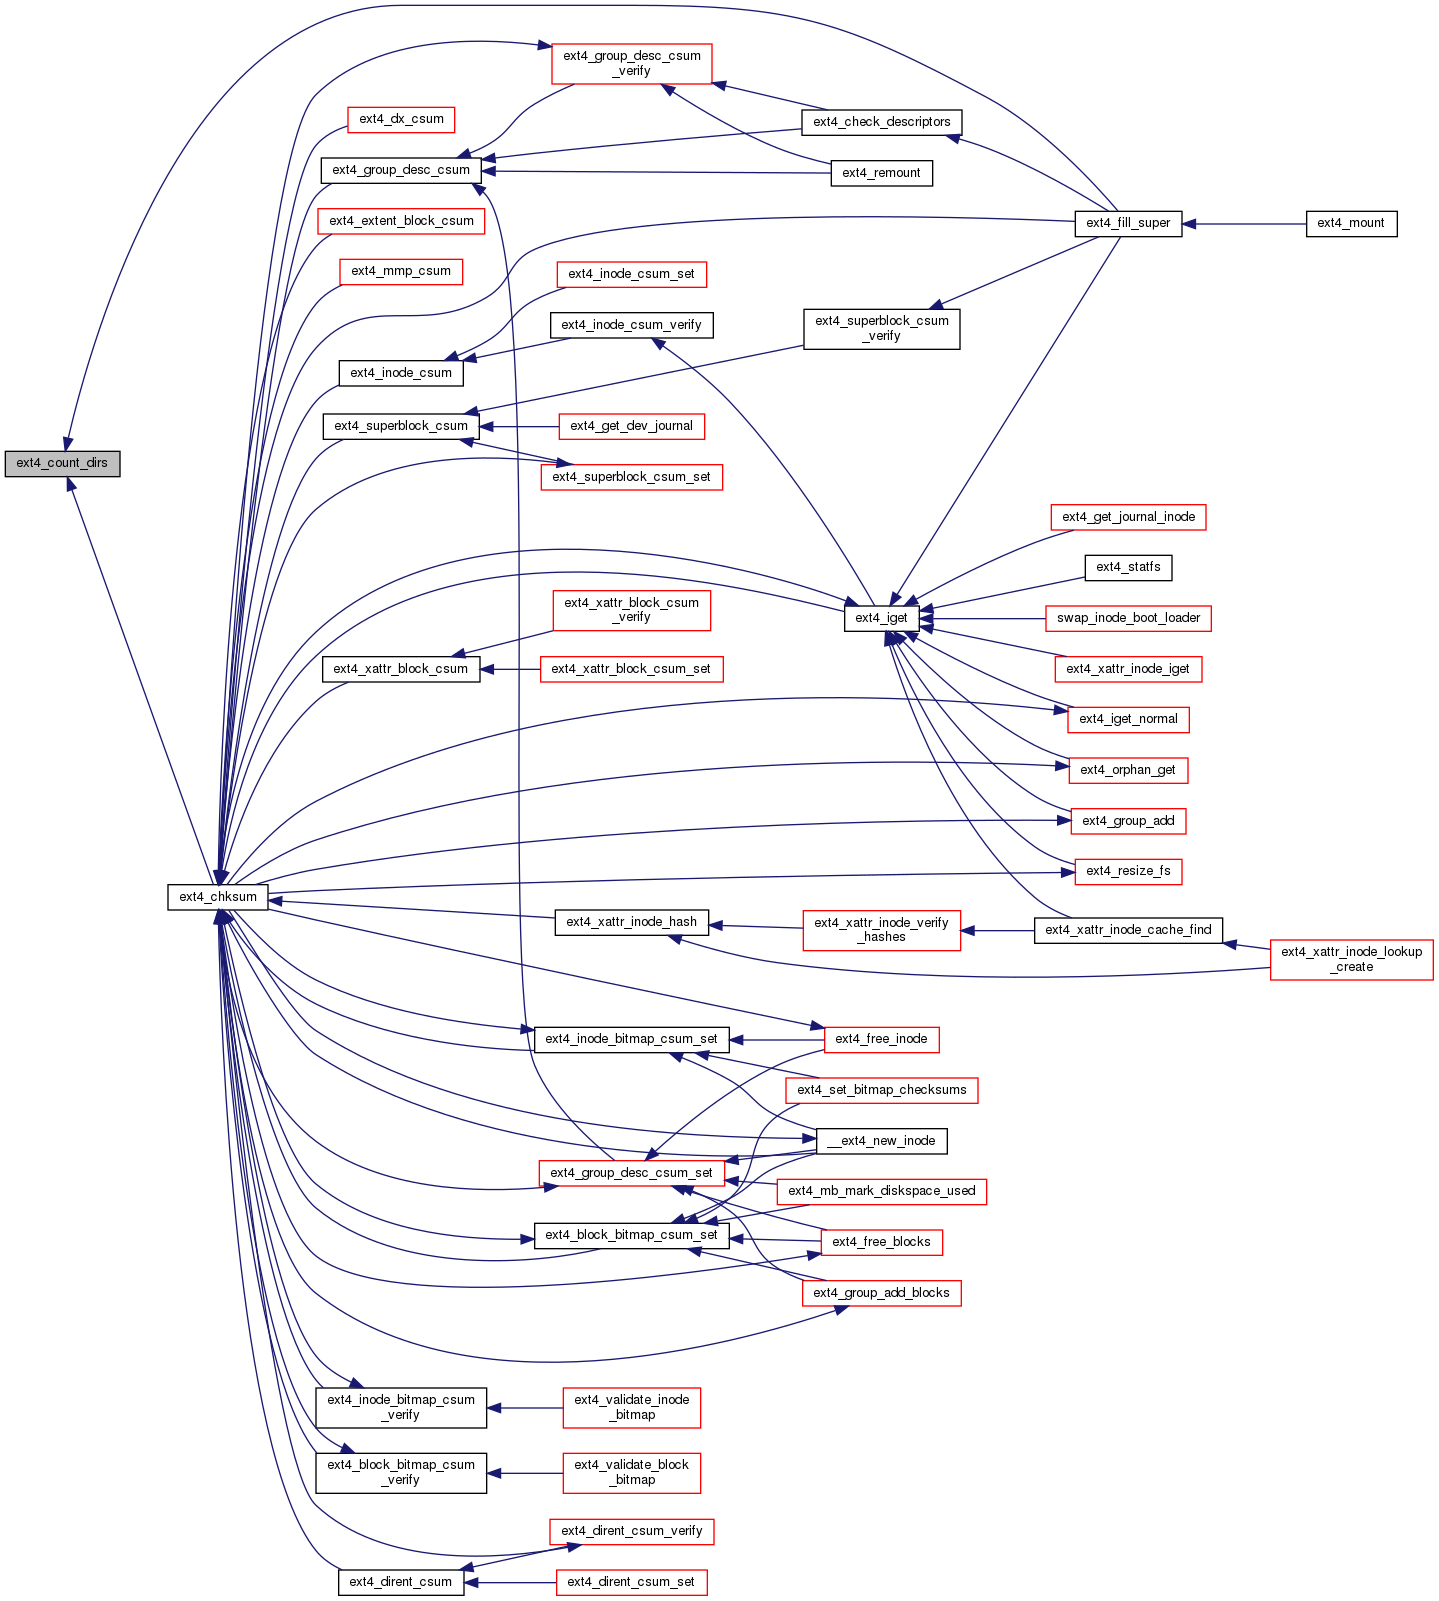 ext4_group_desc_csum
_verify
ext4_dx_csum
ext4_check_descriptors
ext4_group_desc_csum
ext4_remount
ext4_extent_block_csum
ext4_fill_super
ext4_mount
ext4_mmp_csum
ext4_inode_csum_set
ext4_inode_csum_verify
ext4_superblock_csum
_verify
ext4_inode_csum
ext4_superblock_csum
ext4_get_dev_journal
ext4_count_dirs
ext4_superblock_csum_set
ext4_get_journal_inode
ext4_statfs
ext4_xattr_block_csum
_verify
ext4_iget
swap_inode_boot_loader
ext4_xattr_block_csum
ext4_xattr_block_csum_set
ext4_xattr_inode_iget
ext4_iget_normal
ext4_orphan_get
ext4_group_add
ext4_resize_fs
ext4_chksum
ext4_xattr_inode_hash
ext4_xattr_inode_verify
_hashes
ext4_xattr_inode_cache_find
ext4_xattr_inode_lookup
_create
ext4_inode_bitmap_csum_set
ext4_free_inode
ext4_set_bitmap_checksums
__ext4_new_inode
ext4_group_desc_csum_set
ext4_mb_mark_diskspace_used
ext4_block_bitmap_csum_set
ext4_free_blocks
ext4_group_add_blocks
ext4_inode_bitmap_csum
_verify
ext4_validate_inode
_bitmap
ext4_block_bitmap_csum
_verify
ext4_validate_block
_bitmap
ext4_dirent_csum_verify
ext4_dirent_csum
ext4_dirent_csum_set